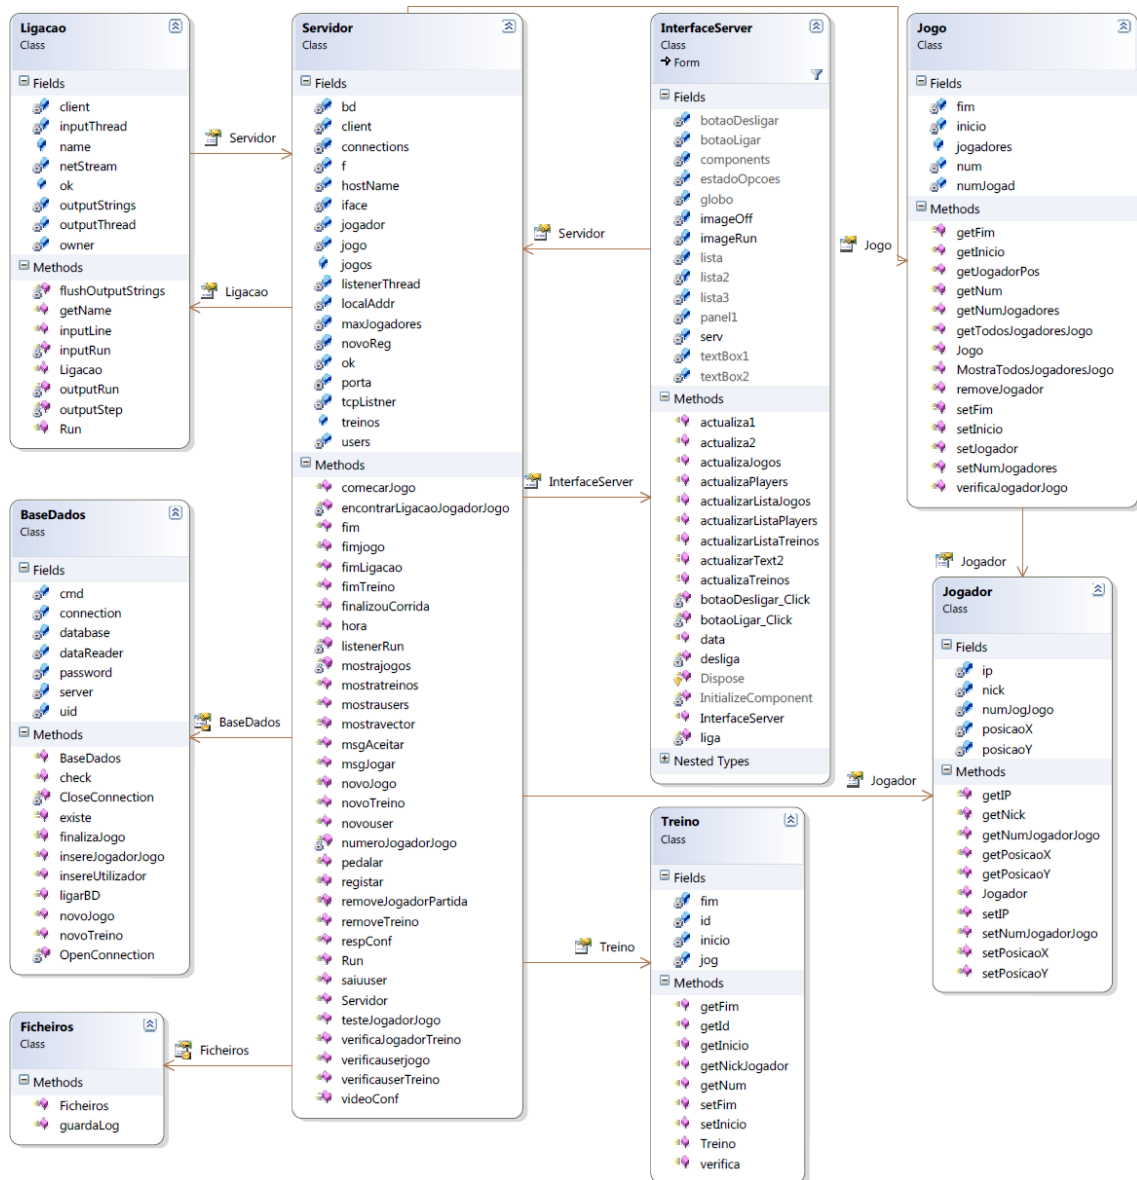 Ligacao
Class
Fields
client
inputThread
name
netStream
ok
outputStrings
outputThread
owner
Methods
flushOutputStrings
getName
inputLine
inputRun
Ligacao
outputRun
outputStep
Run
Servidor
Ligacao
BaseDados
Class
Fields
cmd
connection
database
dataReader
password
server
uid
Methods
BaseDados
check
CloseConnection
existe
finalizaJogo
insereJogadorJogo
insereUtilizador
ligarBD
novoJogo
novoTreino
OpenConnection
BaseDados
Ficheiros
Class
Methods
Ficheiros
guardaLog
Ficheiros
Servidor
Class
Fields
bd
client
connections
f
hostName
iface
jogador
jogo
jogos
listenerThread
localAddr
maxJogadores
novoReg
ok
porta
tcpListner
treinos
users
Methods
comecarJogo
encontrarLigacaoJogadorJogo
fim
fimjogo
fimLigacao
fimTreino
finalizouCorrida
hora
listenerRun
mostrajogos
mostratreinos
mostrausers
mostravector
msgAceitar
msgJogar
novoJogo
novoTreino
novouser
numeroJogadorJogo
pedalar
registar
removeJogadorPartida
removeTreino
respConf
Run
saiuuser
Servidor
testeJogadorJogo
verificaJogadorTreino
verificauserjogo
verificauserTreino
videoConf
Servidor
InterfaceServer
Jogador
Treino
InterfaceServer
Class
Form
Fields
botaoDesligar
botaoLigar
components
estadoOpcoes
globo
imageOff
imageRun
lista
lista2
lista3
panel1
serv
textBox1
textBox2
Methods
actualiza1
actualiza2
actualizaJogos
actualizaPlayers
actualizarListaJogos
actualizarListaPlayers
actualizarListaTreinos
actualizarText2
actualizaTreinos
botaoDesligar_Click
botaoLigar_Click
data
desliga
Dispose
InitializeComponent
InterfaceServer
liga
Nested Types
Treino
Class
Fields
fim
id
inicio
jog
Methods
getFim
getId
getInicio
getNickJogador
getNum
setFim
setInicio
Treino
verifica
Jogo
Jogo
Class
Fields
fim
inicio
jogadores
num
numJogad
Methods
getFim
getInicio
getJogadorPos
getNum
getNumJogadores
getTodosJogadoresJogo
Jogo
MostraTodosJogadoresJogo
removeJogador
setFim
setInicio
setJogador
setNumJogadores
verificaJogadorJogo
Jogador
Jogador
Class
Fields
ip
nick
numJogJogo
posicaoX
posicaoY
Methods
getIP
getNick
getNumJogadorJogo
getPosicaoX
getPosicaoY
Jogador
setIP
setNumJogadorJogo
setPosicaoX
setPosicaoY